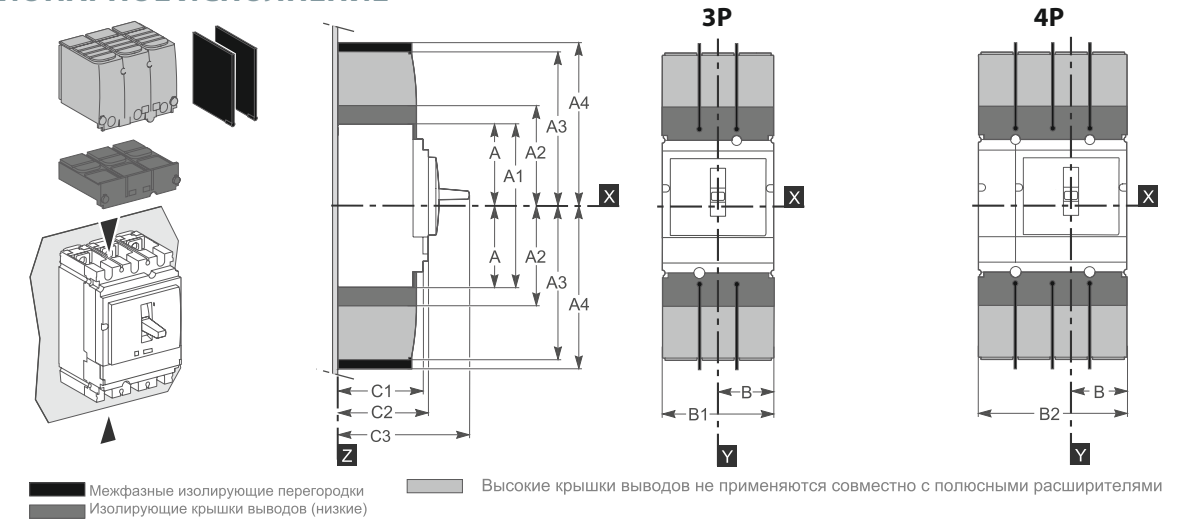 3P
4P
A4
A3
A
A2
A1
X
X
X
A
A2
A3
A4
C1
C2
C3
Z
B
B1
Y
B
B2
Y
Межфазные изолирующие перегородки
Изолирующие крышки выводов (низкие)
Высокие крышки выводов не применяются совместно с полюсными расширителями